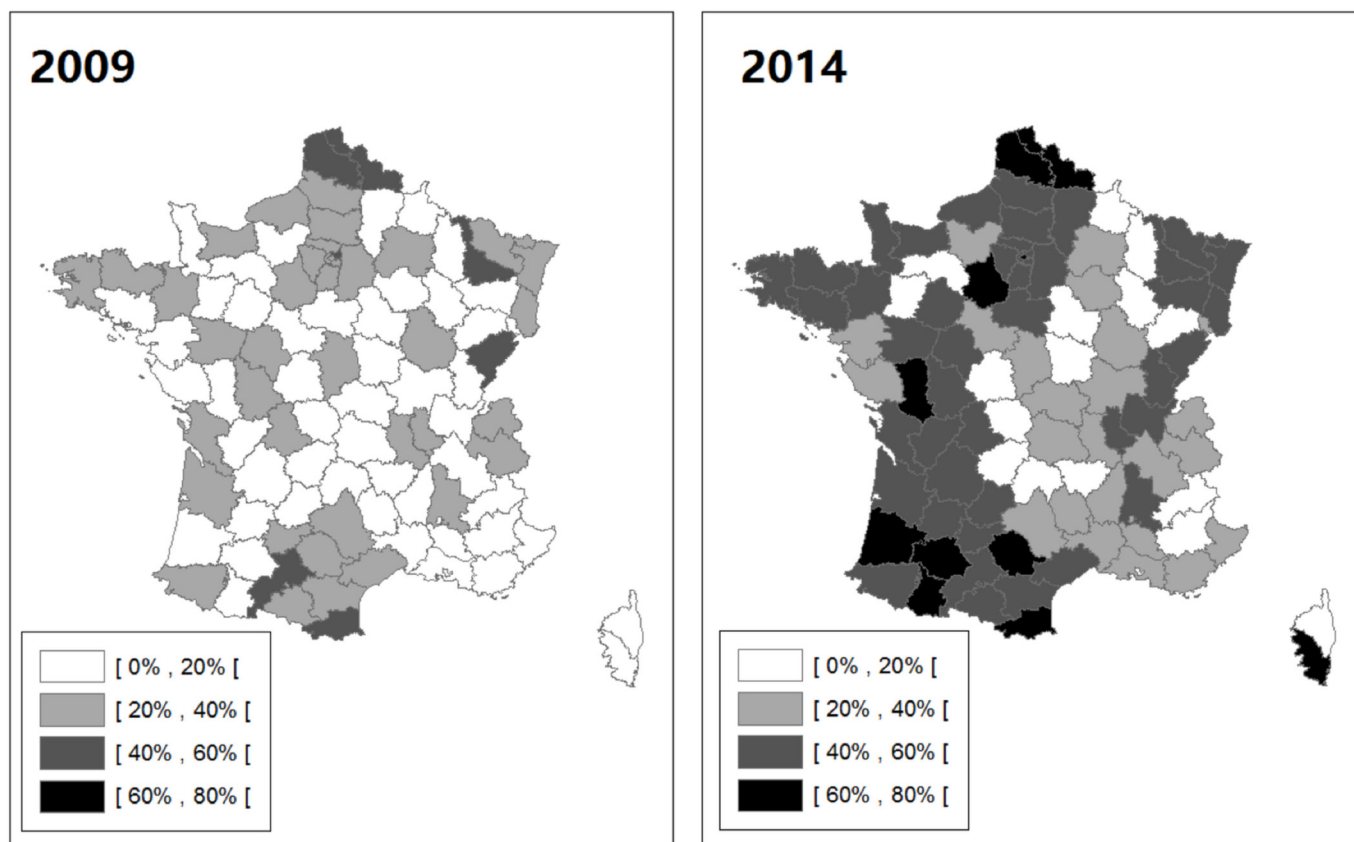 2009
[ 0% , 20% [
[ 20% , 40% [
[ 40% , 60% [
[ 60% , 80% [
2014
[ 0% , 20% [
[ 20% , 40% [
[ 40% , 60% [
[ 60% , 80% [